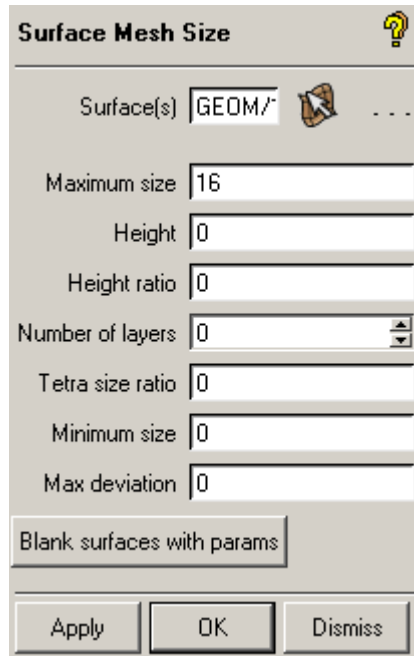 Surface Mesh Size
Surface(s) GEOM/ ...
Maximum size 16
Height 0
Height ratio 0
Number of layers 0
Tetra size ratio 0
Minimum size 0
Max deviation 0
Blank surfaces with params
Apply OK Dismiss